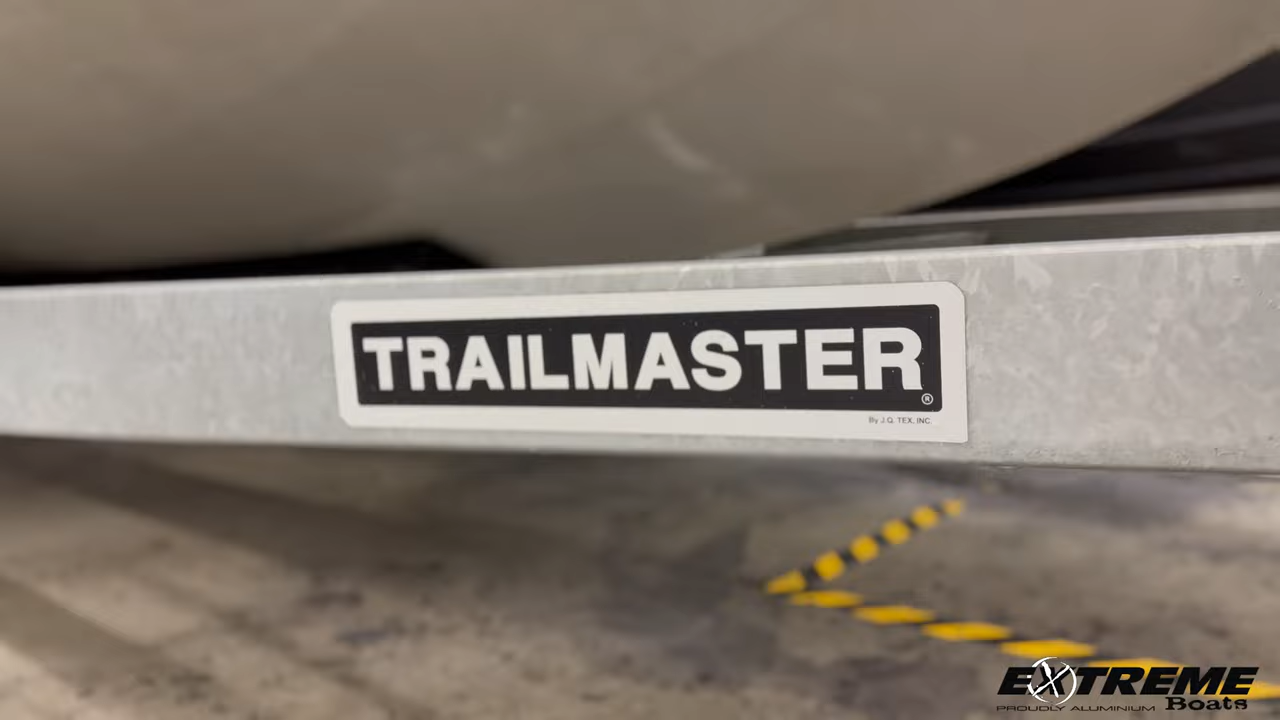 TRAILMASTER
®
By J.Q. TEX, INC.
EXTREME
PROUDLY ALUMINIUM Boats